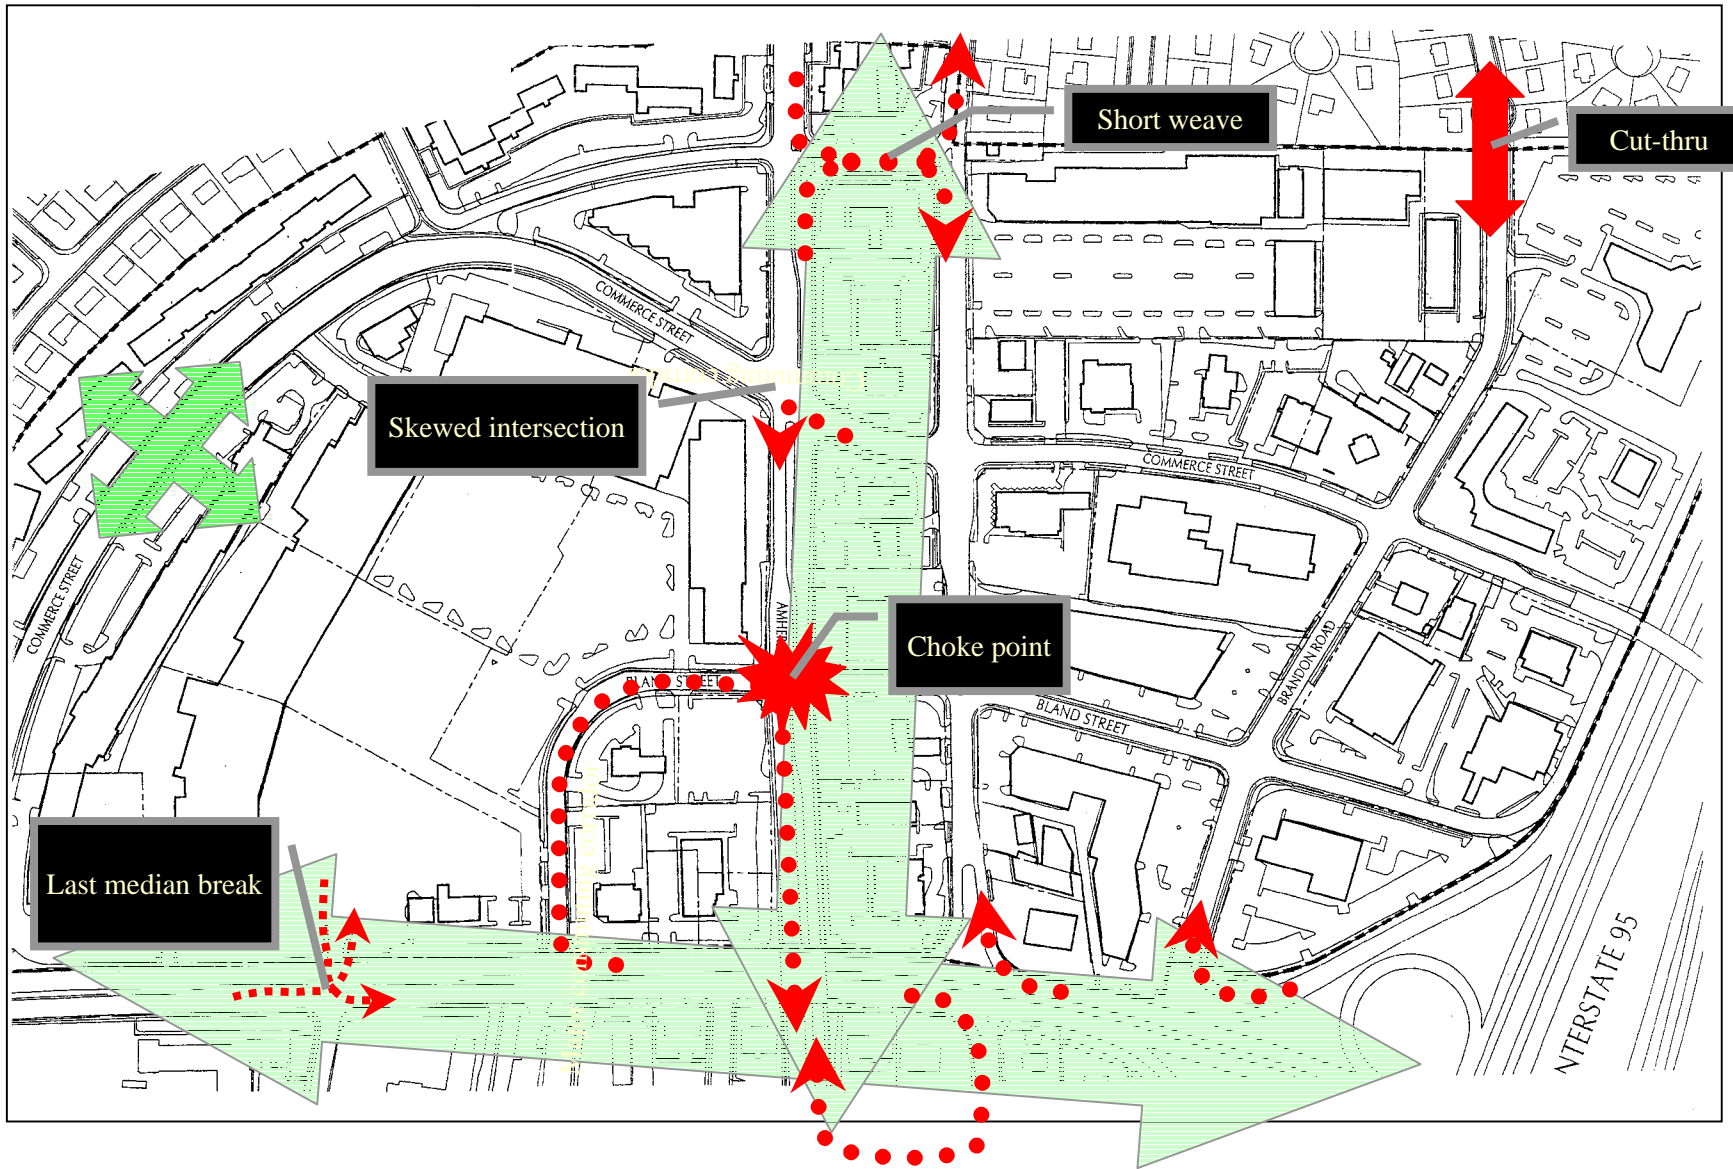 Short weave
Cut-thru
COMMERCE STREET
Skewed intersection
COMMERCE STREET
COMMERCE STREET
Choke point
BLAND STREET
BRANDON ROAD
BLAND STREET
Last median break
NTERSTATE 95